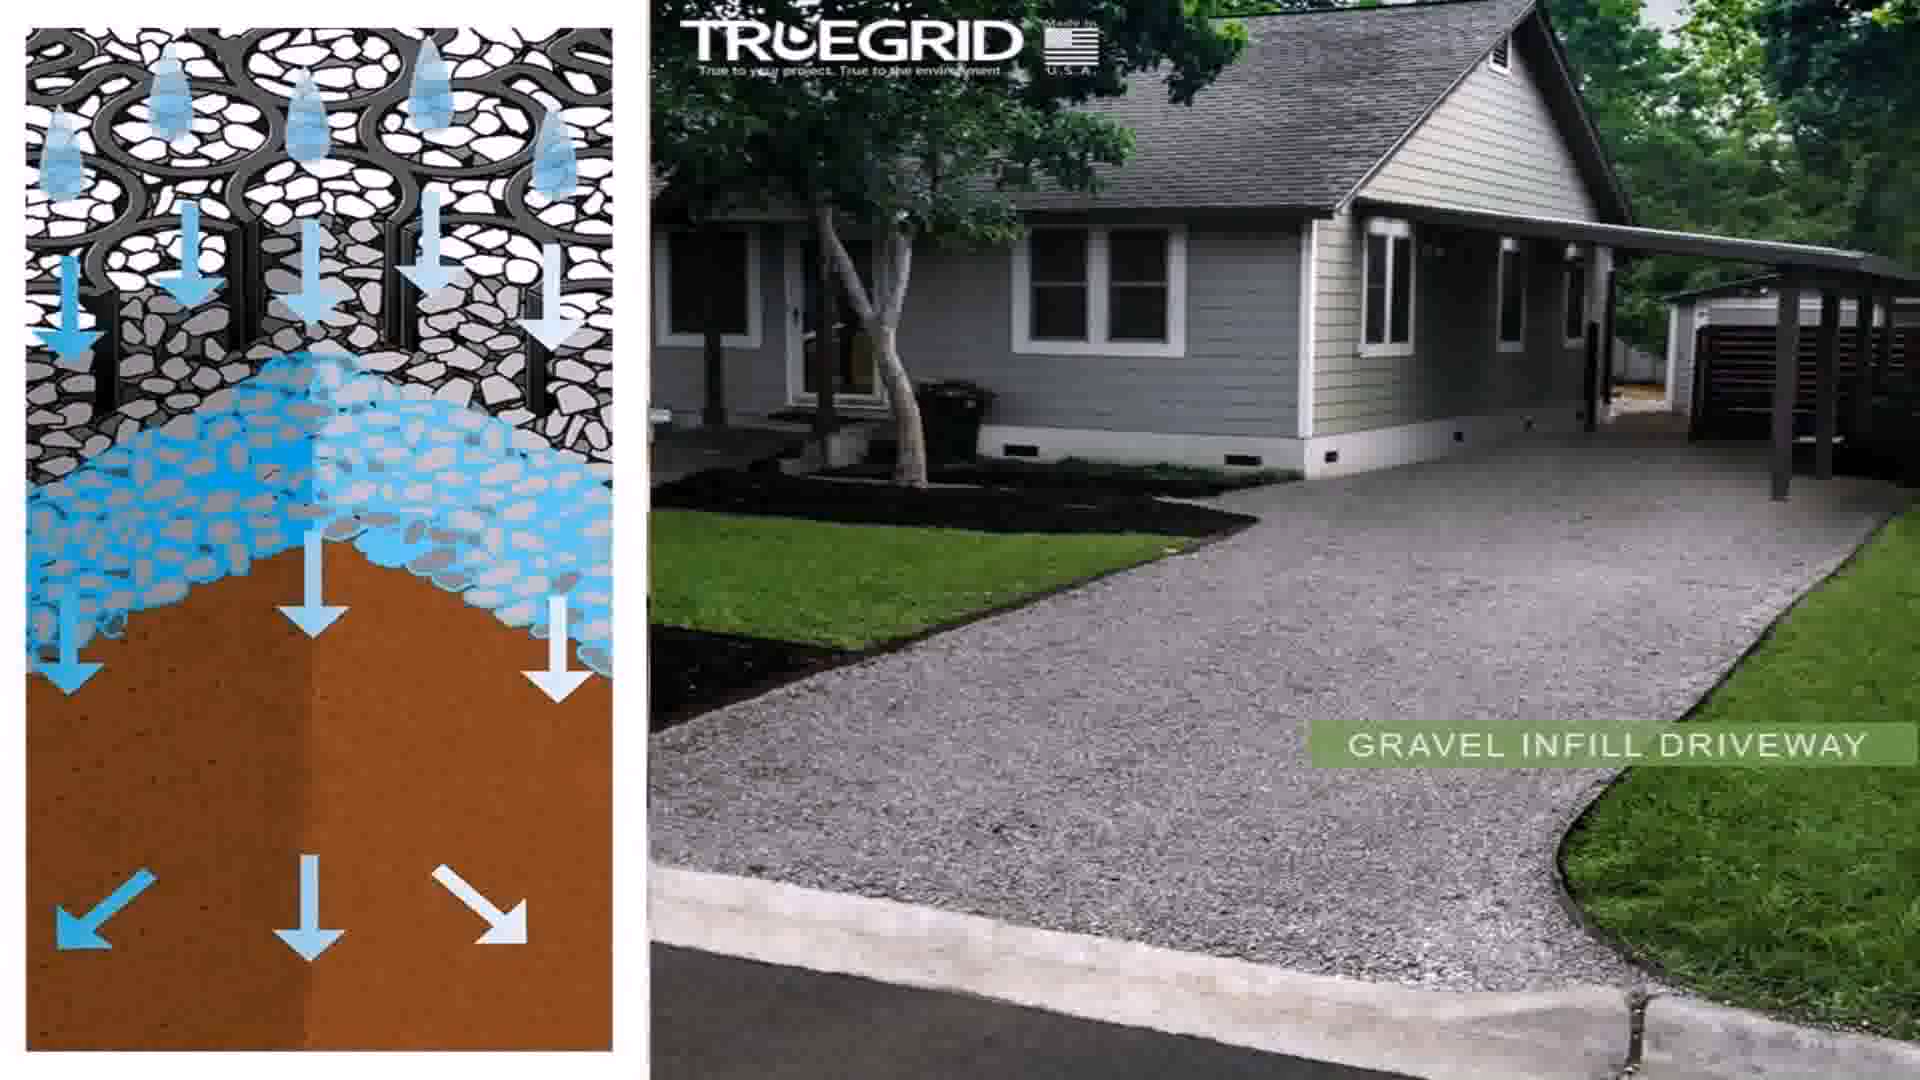 TRUEGRID
True to your project. True to the environment
Made in
U.S.A.
GRAVEL INFILL DRIVEWAY